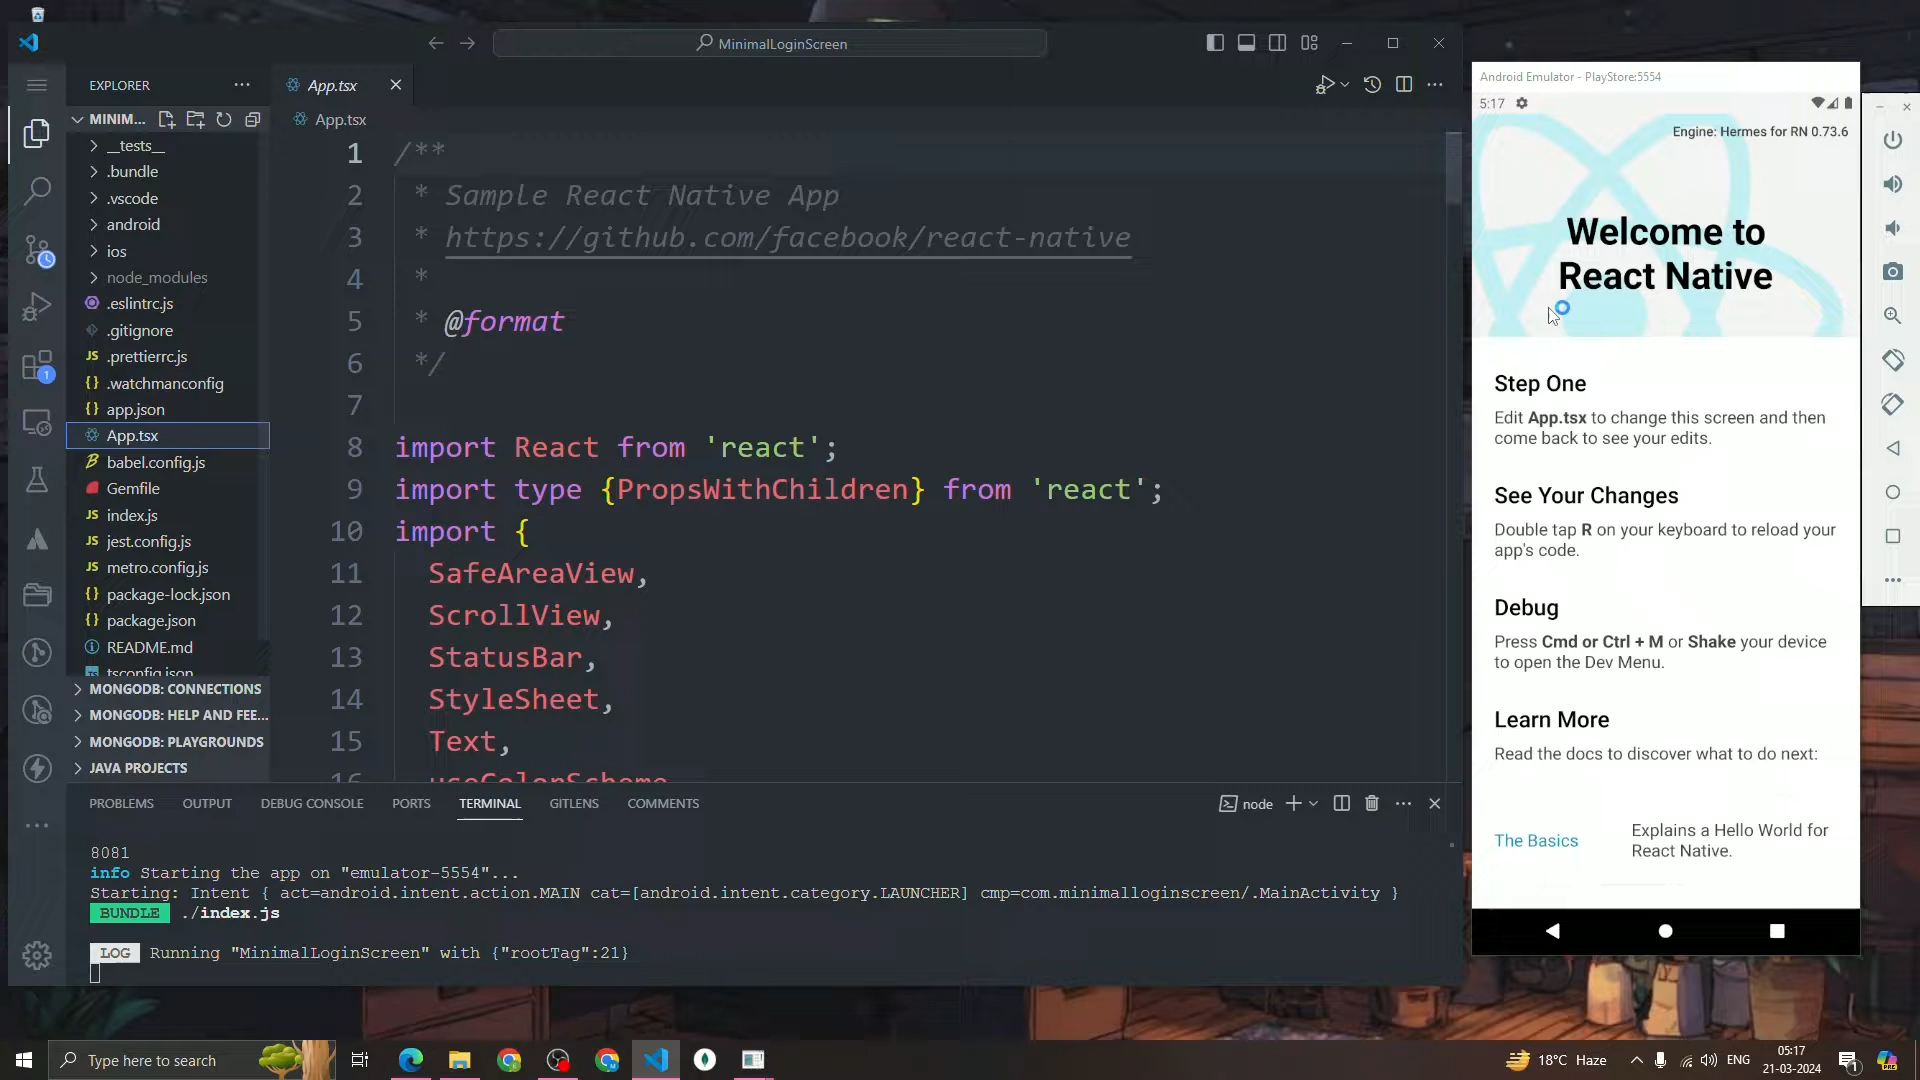 MinimalLoginScreen
EXPLORER
App.tsx
MINIM...
App.tsx
__tests__
.bundle
.vscode
android
ios
node_modules
.eslintrc.js
.gitignore
.prettierrc.js
.watchmanconfig
app.json
App.tsx
babel.config.js
Gemfile
index.js
jest.config.js
metro.config.js
package-lock.json
package.json
README.md
tsconfig.json
MONGODB: CONNECTIONS
MONGODB: HELP AND FEE...
MONGODB: PLAYGROUNDS
JAVA PROJECTS
1 /**
2 * Sample React Native App
3 * https://github.com/facebook/react-native
4 *
5 * @format
6 */
7
8 import React from 'react';
9 import type {PropsWithChildren} from 'react';
10 import {
11 SafeAreaView,
12 ScrollView,
13 StatusBar,
14 StyleSheet,
15 Text,
16 useColorScheme
PROBLEMS OUTPUT DEBUG CONSOLE PORTS TERMINAL GITLENS COMMENTS
node
8081
info Starting the app on "emulator-5554"...
Starting: Intent { act=android.intent.action.MAIN cat=[android.intent.category.LAUNCHER] cmp=com.minimalloginscreen/.MainActivity }
BUNDLE ./index.js
LOG Running "MinimalLoginScreen" with {"rootTag":21}
Android Emulator - PlayStore:5554
5:17
Engine: Hermes for RN 0.73.6
Welcome to
React Native
Step One
Edit App.tsx to change this screen and then
come back to see your edits.
See Your Changes
Double tap R on your keyboard to reload your
app's code.
Debug
Press Cmd or Ctrl + M or Shake your device
to open the Dev Menu.
Learn More
Read the docs to discover what to do next:
The Basics
Explains a Hello World for
React Native.
Type here to search
18°C Haze
ENG
05:17
21-03-2024